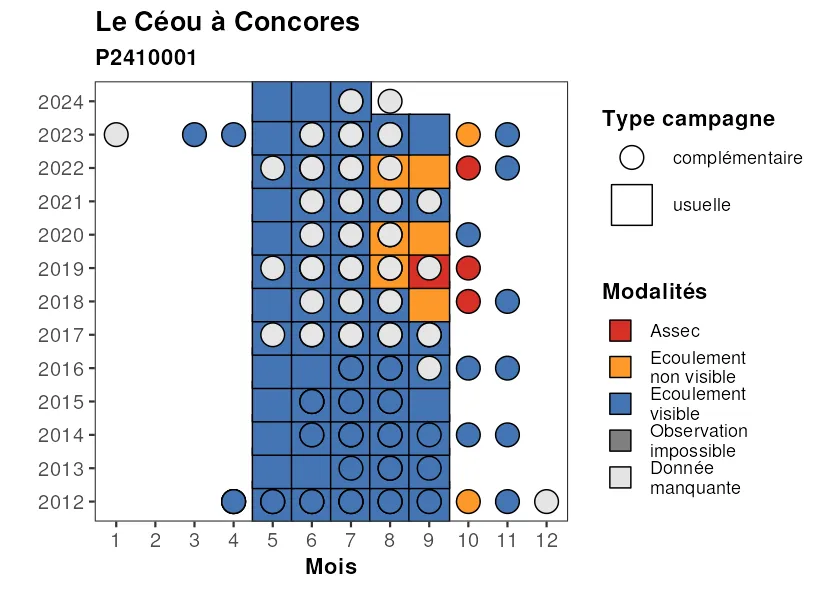 Le Céou à Concores
P2410001
2024
2023
2022
2021
2020
2019
2018
2017
2016
2015
2014
2013
2012
1 2 3 4 5 6 7 8 9 10 11 12
Mois
Type campagne
complémentaire
usuelle
Modalités
Assec
Ecoulement
non visible
Ecoulement
visible
Observation
impossible
Donnée
manquante